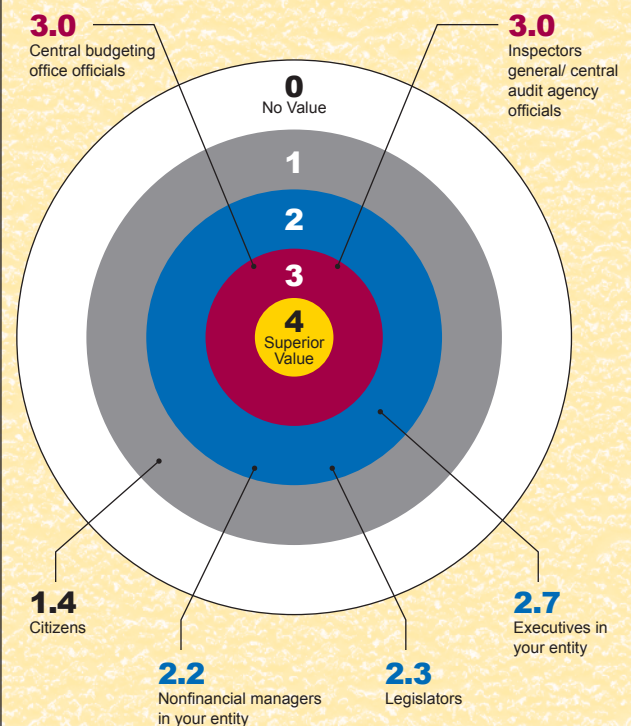 3.0
Central budgeting
office officials
3.0
Inspectors
general/ central
audit agency
officials
0
No Value
1
2
3
4
Superior
Value
1.4
Citizens
2.2
Nonfinancial managers
in your entity
2.3
Legislators
2.7
Executives in
your entity